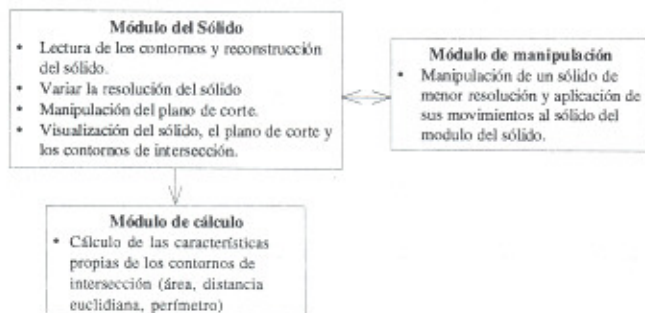 Módulo del Sólido
• Lectura de los contornos y reconstrucción
del sólido.
• Variar la resolución del sólido
• Manipulación del plano de corte.
• Visualización del sólido, el plano de corte y
los contornos de intersección.
Módulo de manipulación
• Manipulación de un sólido de
menor resolución y aplicación de
sus movimientos al sólido del
modulo del sólido.
Módulo de cálculo
• Cálculo de las características
propias de los contornos de
intersección (área, distancia
euclidiana, perímetro)